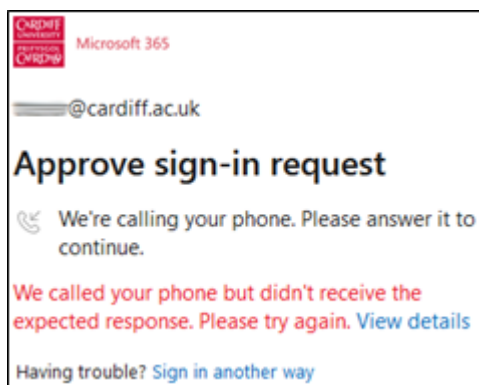 CARDIFF
UNIVERSITY
PRIFYSGOL
CAERDYDD
Microsoft 365
@cardiff.ac.uk
Approve sign-in request
We're calling your phone. Please answer it to
continue.
We called your phone but didn't receive the
expected response. Please try again. View details
Having trouble? Sign in another way